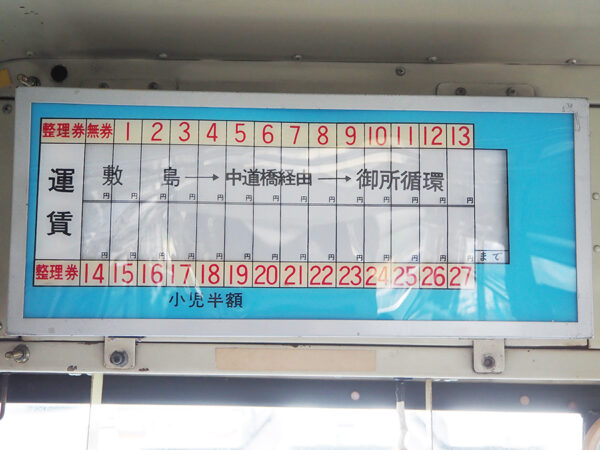 整理券 無券 1 2 3 4 5 6 7 8 9 10 11 12 13
運賃
敷島→中道橋経由→御所循環
円 円 円 円 円 円 円 円 円 円 円 円 円 円
円 円 円 円 円 円 円 円 円 円 円 円 円 円 まで
整理券 14 15 16 17 18 19 20 21 22 23 24 25 26 27
小児半額